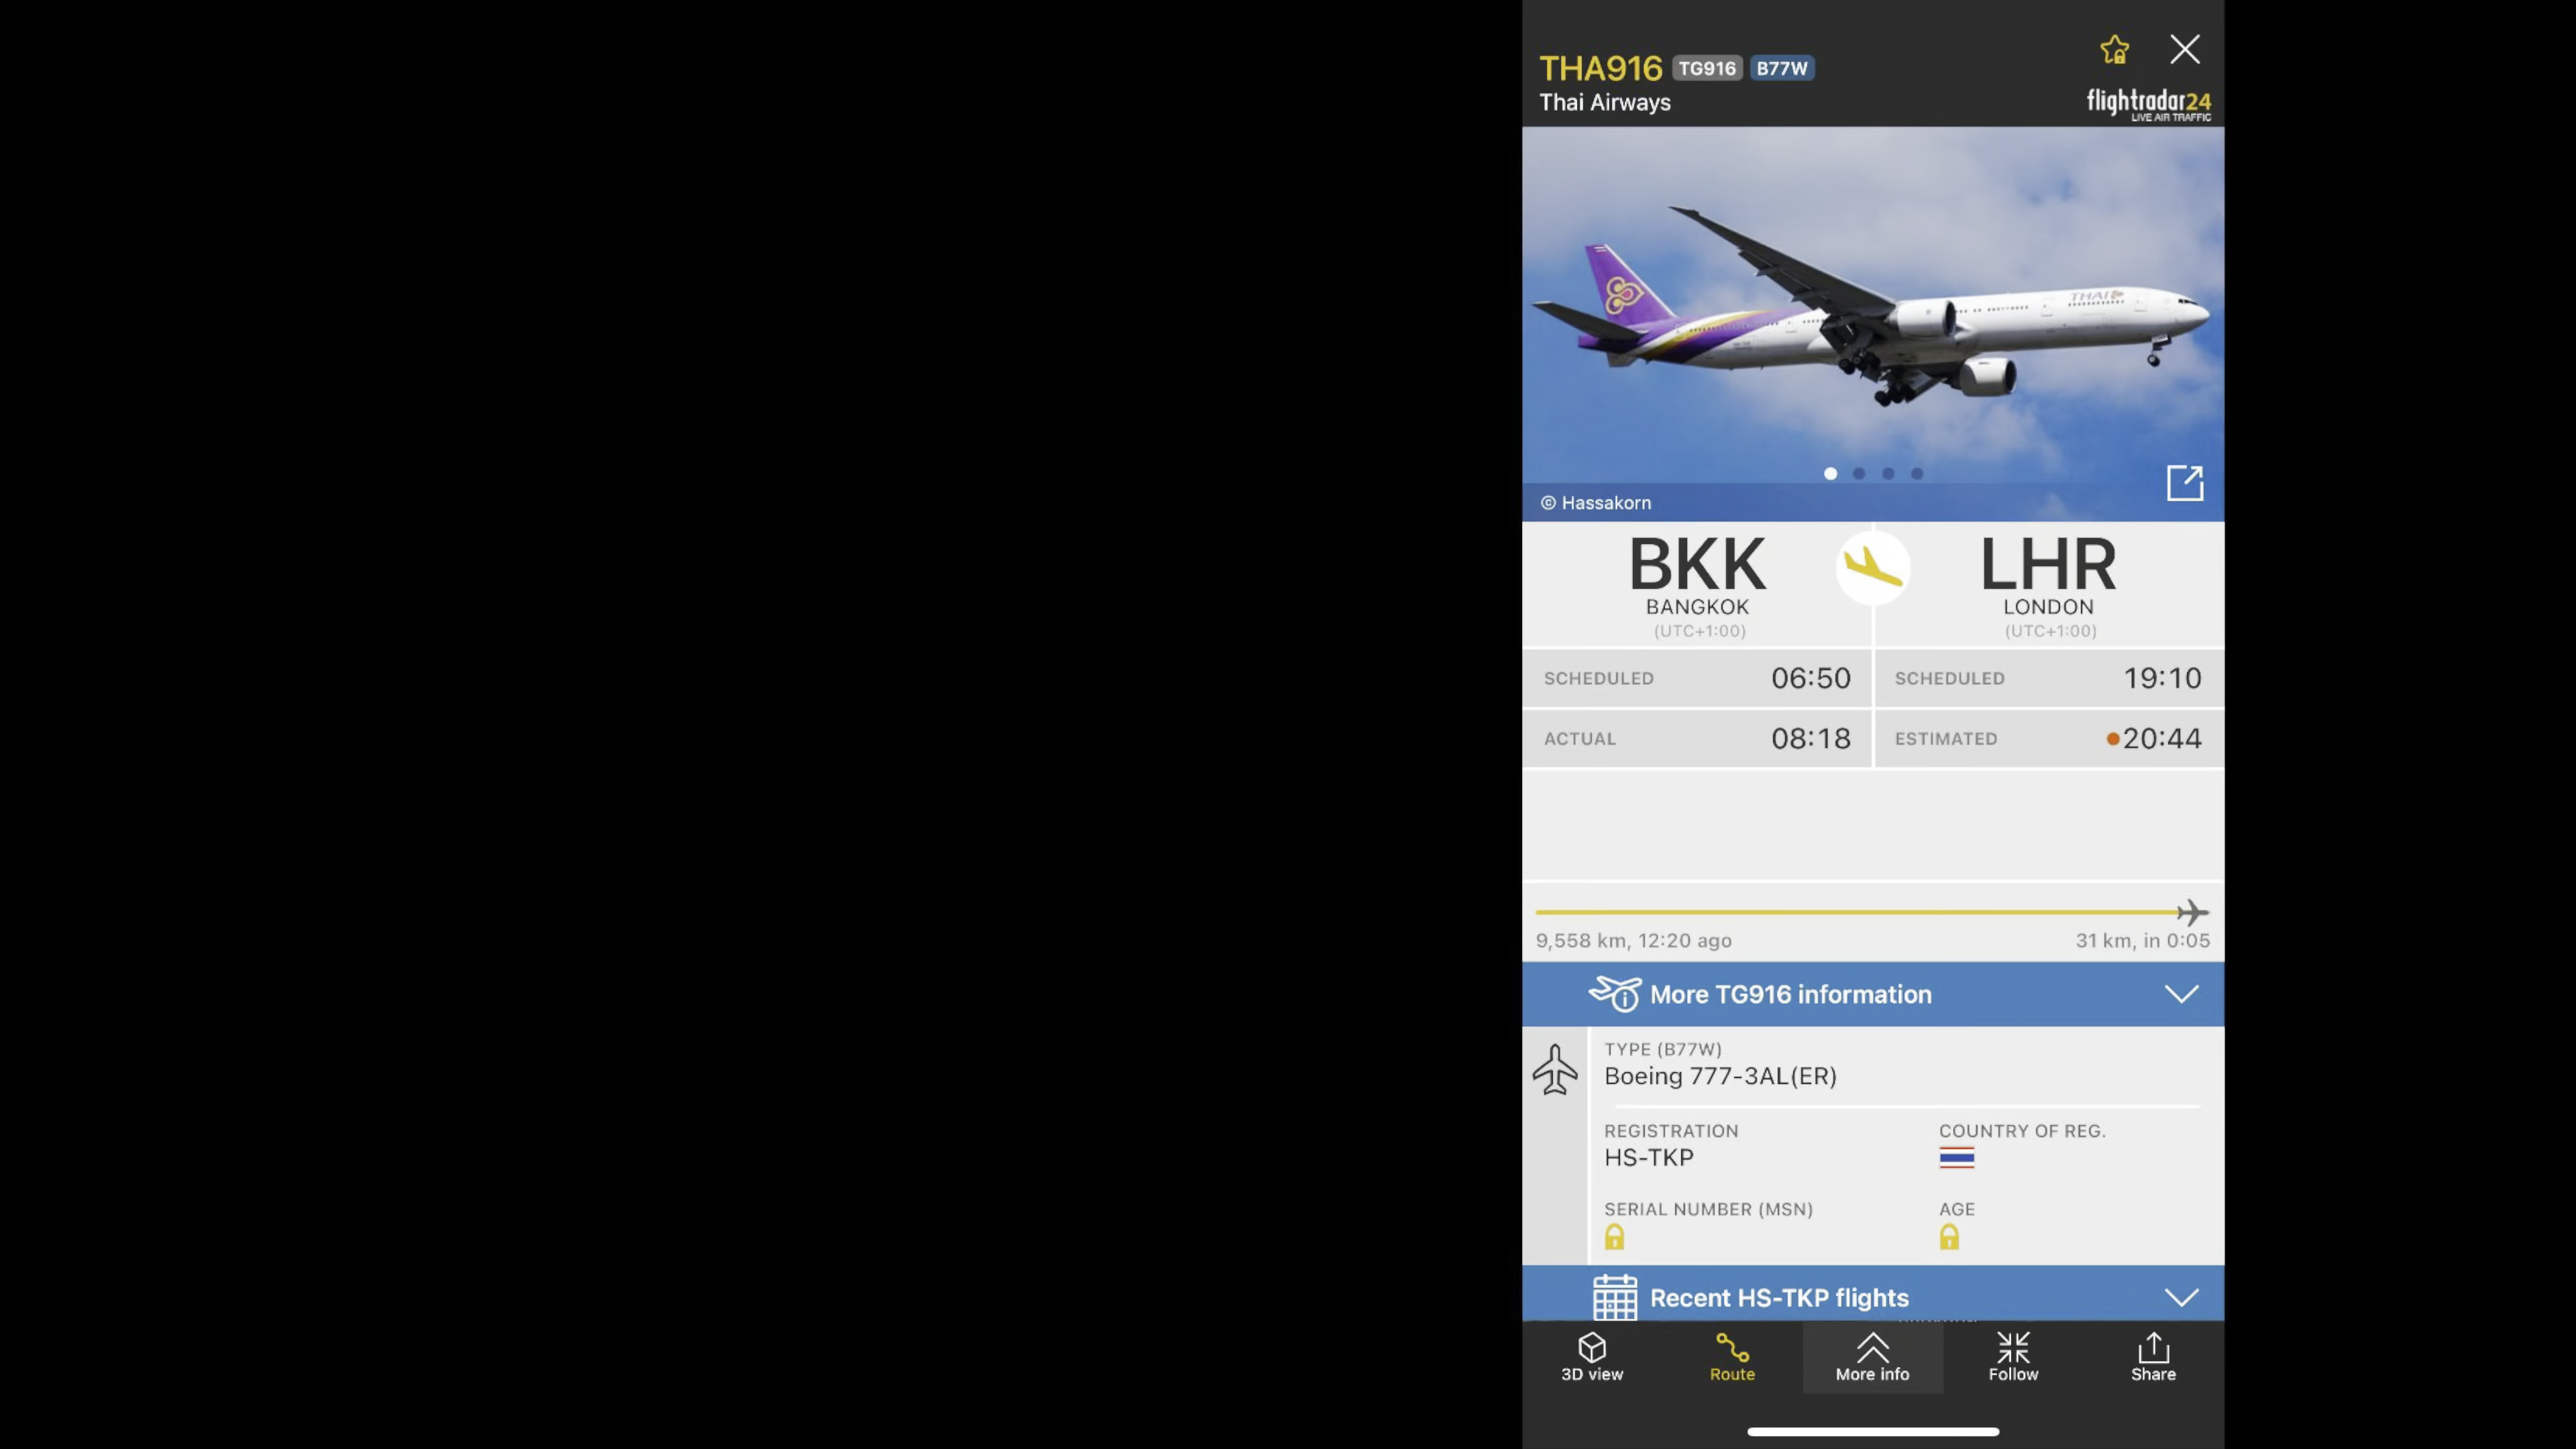 THA916 TG916 B77W
Thai Airways
flightradar24
LIVE AIR TRAFFIC
THAI
© Hassakorn
BKK LHR
BANGKOK LONDON
(UTC+1:00) (UTC+1:00)
SCHEDULED 06:50 SCHEDULED 19:10
ACTUAL 08:18 ESTIMATED 20:44
9,558 km, 12:20 ago 31 km, in 0:05
More TG916 information
TYPE (B77W)
Boeing 777-3AL(ER)
REGISTRATION COUNTRY OF REG.
HS-TKP
SERIAL NUMBER (MSN) AGE
Recent HS-TKP flights
3D view Route More info Follow Share